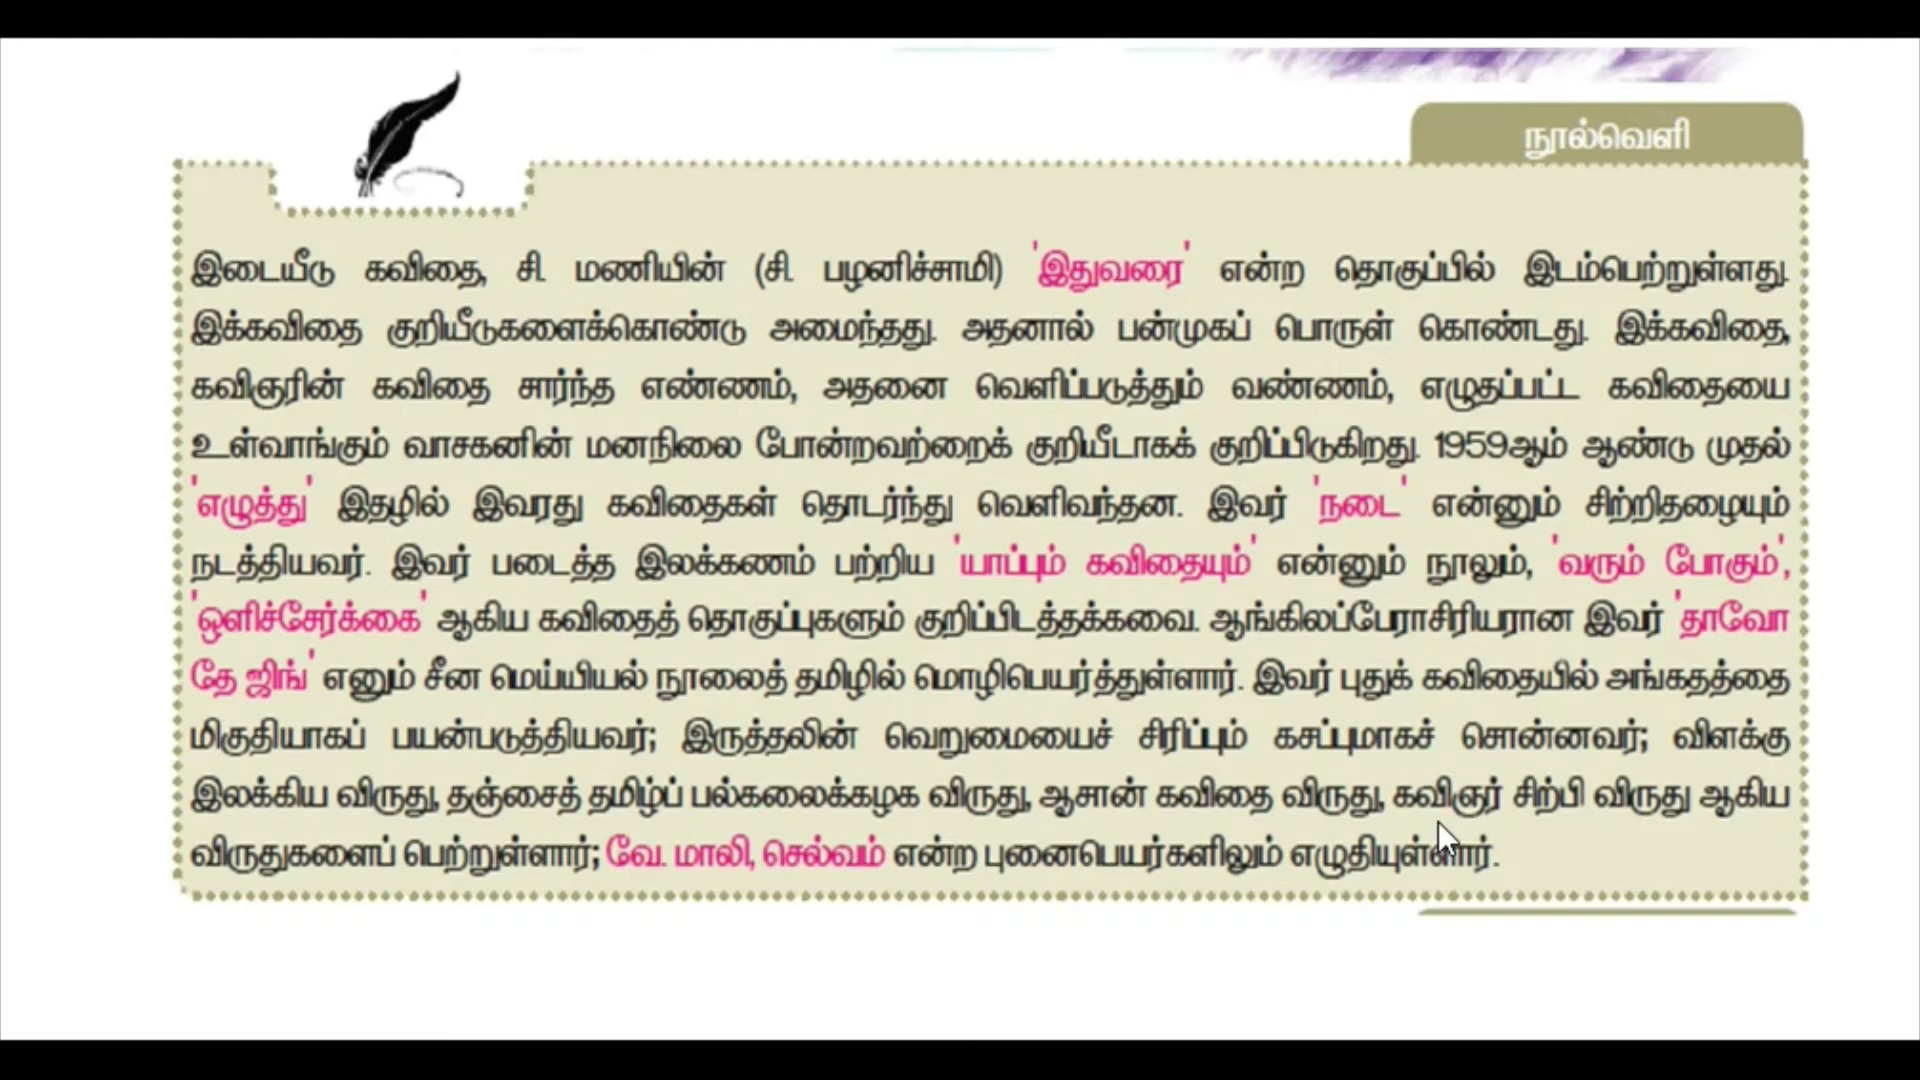 நூல்வெளி
இடையீடு கவிதை, சி. மணியின் (சி. பழனிச்சாமி) 'இதுவரை' என்ற தொகுப்பில் இடம்பெற்றுள்ளது.
இக்கவிதை குறியீடுகளைக்கொண்டு அமைந்தது. அதனால் பன்முகப் பொருள் கொண்டது. இக்கவிதை,
கவிஞரின் கவிதை சார்ந்த எண்ணம், அதனை வெளிப்படுத்தும் வண்ணம், எழுதப்பட்ட கவிதையை
உள்வாங்கும் வாசகனின் மனநிலை போன்றவற்றைக் குறியீடாகக் குறிப்பிடுகிறது. 1959ஆம் ஆண்டு முதல்
'எழுத்து' இதழில் இவரது கவிதைகள் தொடர்ந்து வெளிவந்தன. இவர் 'நடை' என்னும் சிற்றிதழையும்
நடத்தியவர். இவர் படைத்த இலக்கணம் பற்றிய 'யாப்பும் கவிதையும்' என்னும் நூலும், 'வரும் போகும்',
'ஒளிச்சேர்க்கை' ஆகிய கவிதைத் தொகுப்புகளும் குறிப்பிடத்தக்கவை. ஆங்கிலப்பேராசிரியரான இவர் 'தாவோ
தே ஜிங்' எனும் சீன மெய்யியல் நூலைத் தமிழில் மொழிபெயர்த்துள்ளார். இவர் புதுக் கவிதையில் அங்கதத்தை
மிகுதியாகப் பயன்படுத்தியவர்; இருத்தலின் வெறுமையைச் சிரிப்பும் கசப்புமாகச் சொன்னவர்; விளக்கு
இலக்கிய விருது, தஞ்சைத் தமிழ்ப் பல்கலைக்கழக விருது, ஆசான் கவிதை விருது, கவிஞர் சிற்பி விருது ஆகிய
விருதுகளைப் பெற்றுள்ளார்; வே. மாலி, செல்வம் என்ற புனைபெயர்களிலும் எழுதியுள்ளார்.